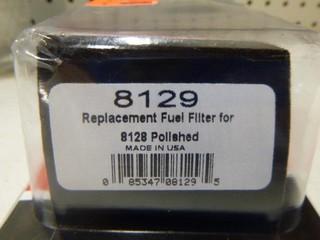 8129
Replacement Fuel Filter for
8128 Polished
MADE IN USA
0 85347 08129 5